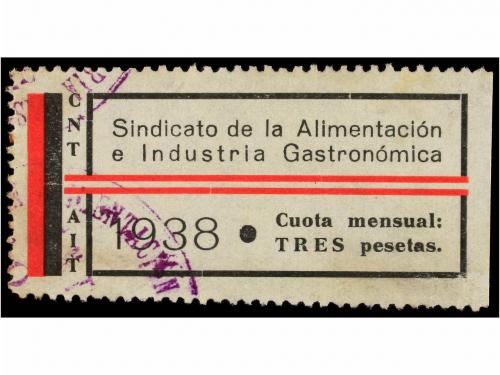 CNT AIT
Sindicato de la Alimentación
e Industria Gastronómica
1938 ● Cuota mensual:
TRES pesetas.